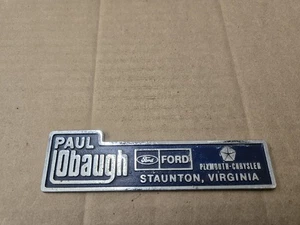 PAUL
Obaugh
Ford FORD
PLYMOUTH-CHRYSLER
STAUNTON, VIRGINIA